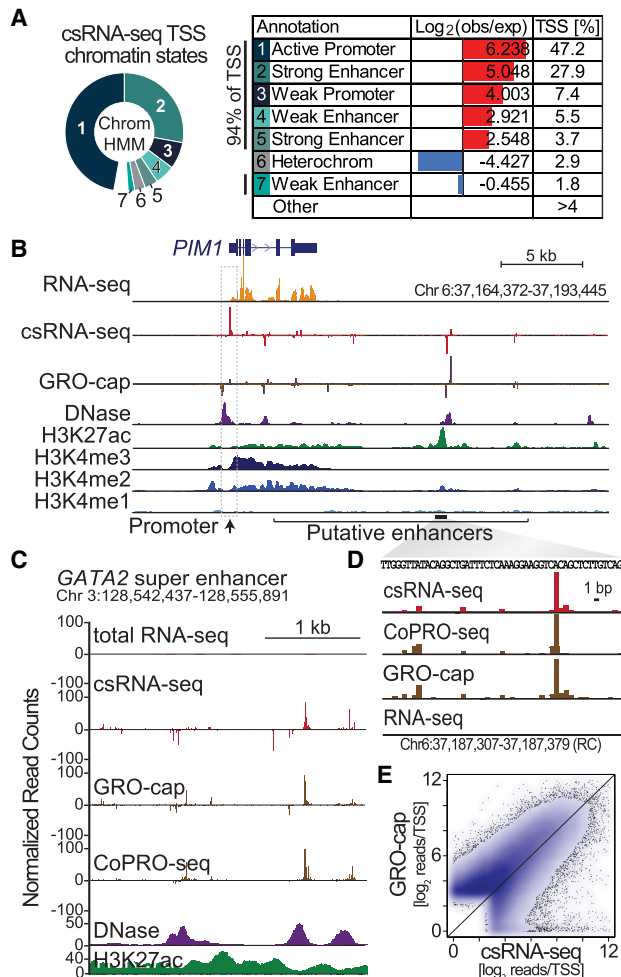 A
csRNA-seq TSS
chromatin states
Chrom
HMM
1
2
3
4
5
6
7
94% of TSS
Annotation Log2(obs/exp) TSS [%]
1 Active Promoter 6.238 47.2
2 Strong Enhancer 5.048 27.9
3 Weak Promoter 4.003 7.4
4 Weak Enhancer 2.921 5.5
5 Strong Enhancer 2.548 3.7
6 Heterochrom -4.427 2.9
7 Weak Enhancer -0.455 1.8
Other >4
B
PIM1
5 kb
RNA-seq
Chr 6:37,164,372-37,193,445
csRNA-seq
GRO-cap
DNase
H3K27ac
H3K4me3
H3K4me2
H3K4me1
Promoter
Putative enhancers
C
GATA2 super enhancer
Chr 3:128,542,437-128,555,891
Normalized Read Counts
100
total RNA-seq
1 kb
0
-100
100
csRNA-seq
0
-100
100
GRO-cap
0
-100
100
CoPRO-seq
0
-100
50
DNase
0
40
H3K27ac
0
D
TTGGGTTATACAGGCTGATTTCTCAAAGGAAGGTCACAGCTCTTGTCAG
csRNA-seq
1 bp
CoPRO-seq
GRO-cap
RNA-seq
Chr6:37,187,307-37,187,379 (RC)
E
GRO-cap
[log2 reads/TSS]
12
6
0
0
6
12
csRNA-seq
[log2 reads/TSS]